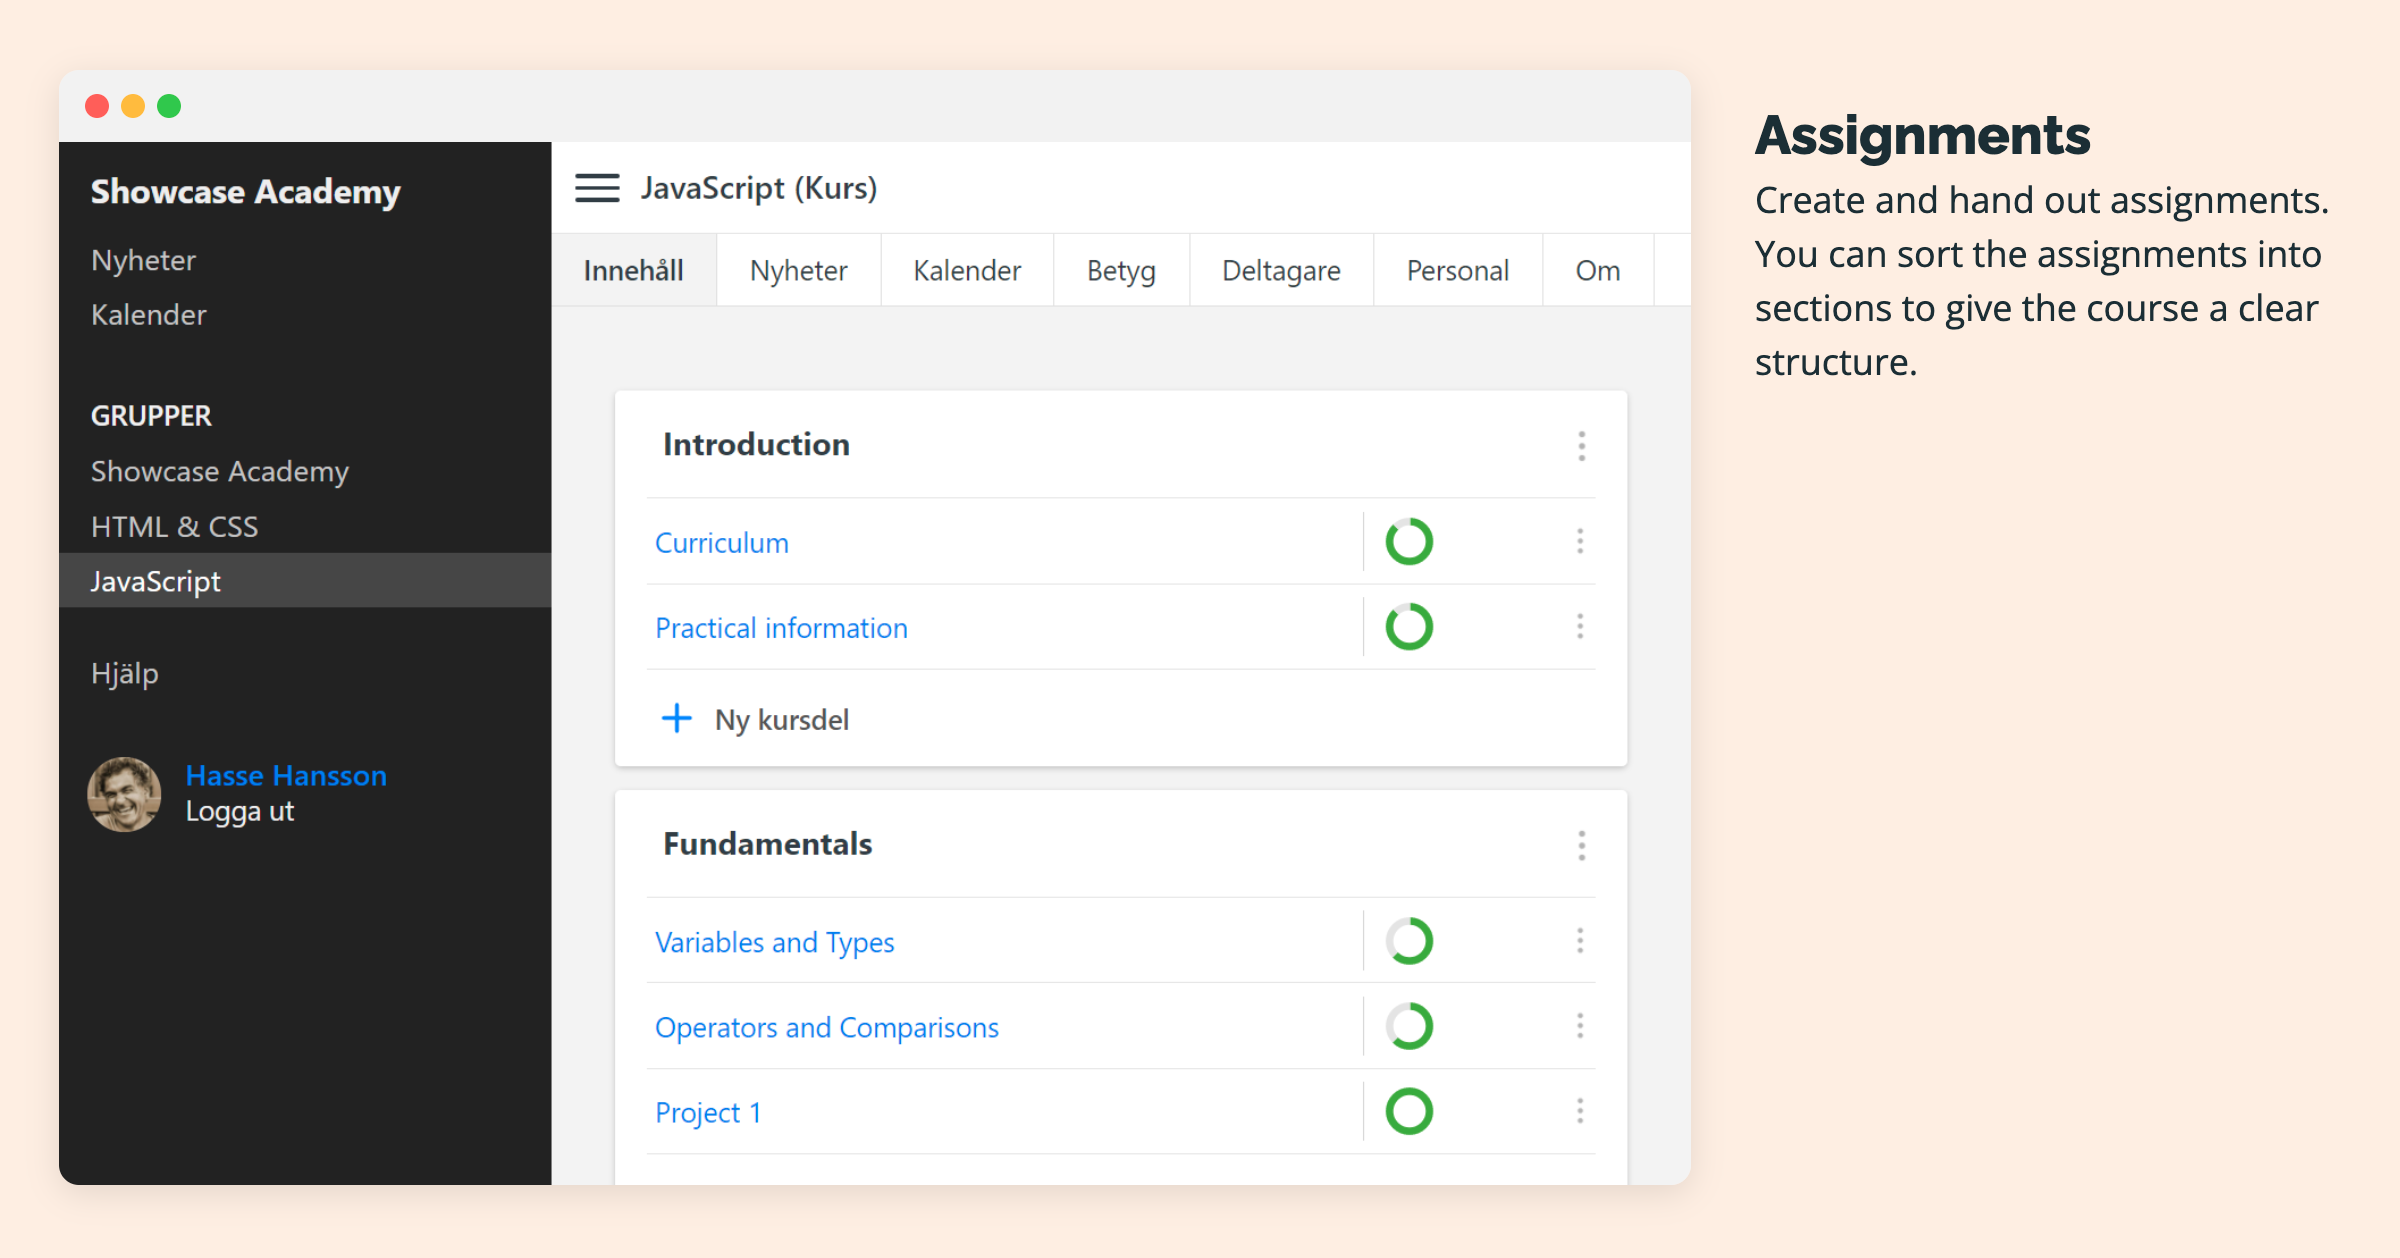 Showcase Academy
Nyheter
Kalender
GRUPPER
Showcase Academy
HTML & CSS
JavaScript
Hjälp
Hasse Hansson
Logga ut
JavaScript (Kurs)
Innehåll Nyheter Kalender Betyg Deltagare Personal Om
Introduction
Curriculum
Practical information
Ny kursdel
Fundamentals
Variables and Types
Operators and Comparisons
Project 1
Assignments
Create and hand out assignments.
You can sort the assignments into
sections to give the course a clear
structure.